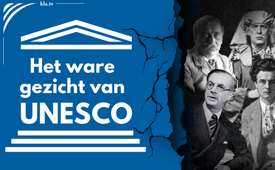 kla.tv
Het ware
gezicht van
UNESCO